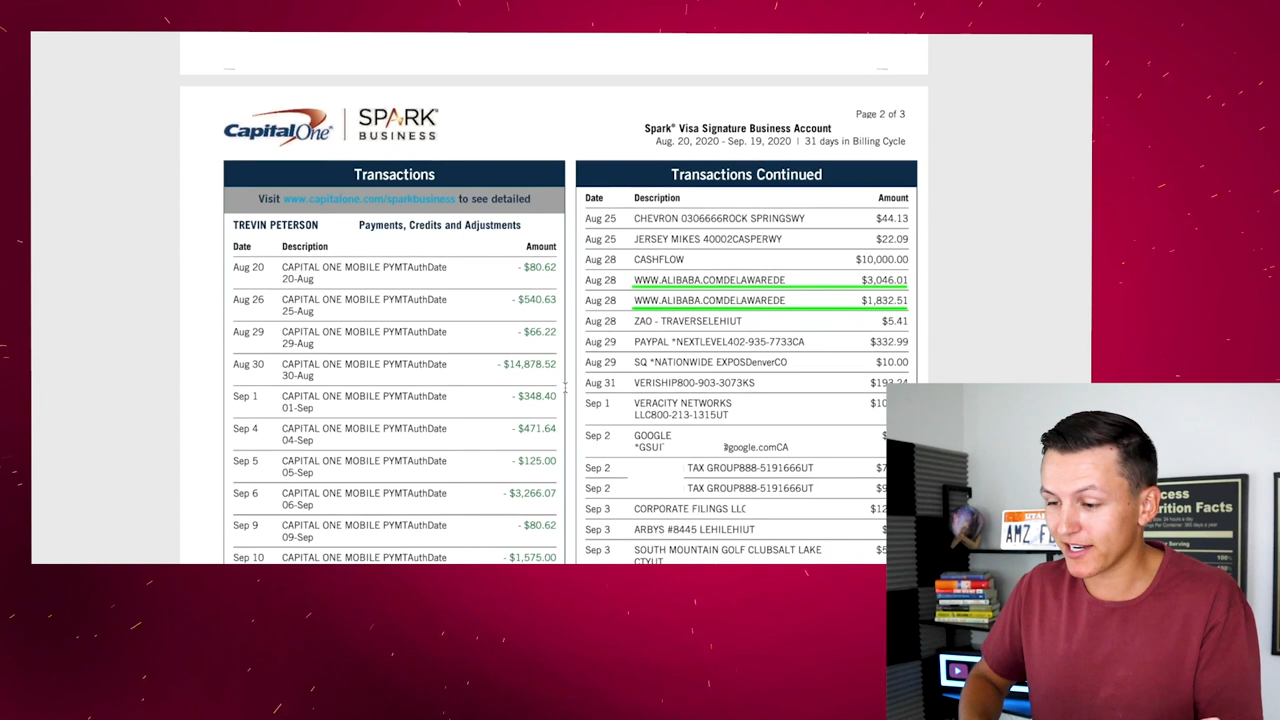 CapitalOne®
SPARK®
BUSINESS
Page 2 of 3
Spark® Visa Signature Business Account
Aug. 20, 2020 - Sep. 19, 2020 | 31 days in Billing Cycle
Transactions
Visit www.capitalone.com/sparkbusiness to see detailed
TREVIN PETERSON Payments, Credits and Adjustments
Date Description Amount
Aug 20 CAPITAL ONE MOBILE PYMTAuthDate - $80.62
20-Aug
Aug 26 CAPITAL ONE MOBILE PYMTAuthDate - $540.63
25-Aug
Aug 29 CAPITAL ONE MOBILE PYMTAuthDate - $66.22
29-Aug
Aug 30 CAPITAL ONE MOBILE PYMTAuthDate - $14,878.52
30-Aug
Sep 1 CAPITAL ONE MOBILE PYMTAuthDate - $348.40
01-Sep
Sep 4 CAPITAL ONE MOBILE PYMTAuthDate - $471.64
04-Sep
Sep 5 CAPITAL ONE MOBILE PYMTAuthDate - $125.00
05-Sep
Sep 6 CAPITAL ONE MOBILE PYMTAuthDate - $3,266.07
06-Sep
Sep 9 CAPITAL ONE MOBILE PYMTAuthDate - $80.62
09-Sep
Sep 10 CAPITAL ONE MOBILE PYMTAuthDate - $1,575.00
Transactions Continued
Date Description Amount
Aug 25 CHEVRON 0306666ROCK SPRINGSWY $44.13
Aug 25 JERSEY MIKES 40002CASPERWY $22.09
Aug 28 CASHFLOW $10,000.00
Aug 28 WWW.ALIBABA.COMDELAWAREDE $3,046.01
Aug 28 WWW.ALIBABA.COMDELAWAREDE $1,832.51
Aug 28 ZAO - TRAVERSELEHIUT $5.41
Aug 29 PAYPAL *NEXTLEVEL402-935-7733CA $332.99
Aug 29 SQ *NATIONWIDE EXPOSDenverCO $10.00
Aug 31 VERISHIP800-903-3073KS $193.24
Sep 1 VERACITY NETWORKS
LLC800-213-1315UT
Sep 2 GOOGLE
google.comCA
Sep 2 TAX GROUP888-5191666UT
Sep 2 TAX GROUP888-5191666UT
Sep 3 CORPORATE FILINGS LLC
Sep 3 ARBYS #8445 LEHILEHIUT
Sep 3 SOUTH MOUNTAIN GOLF CLUBSALT LAKE
CTYUT
AMZ